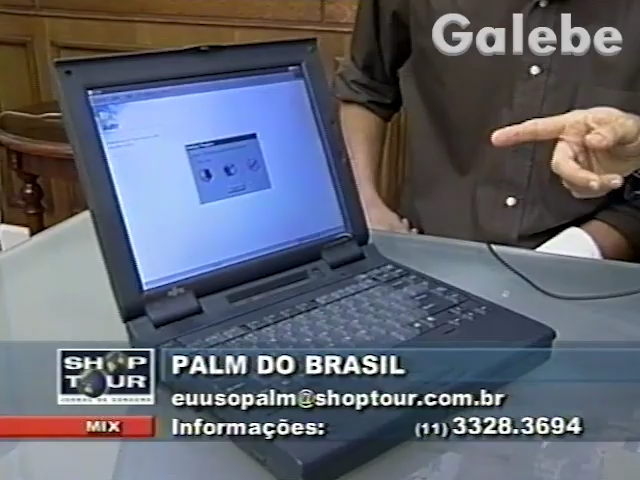 Galebe
SHOP
TOUR
PALM DO BRASIL
euusopalm@shoptour.com.br
MIX
Informações:
(11) 3328.3694